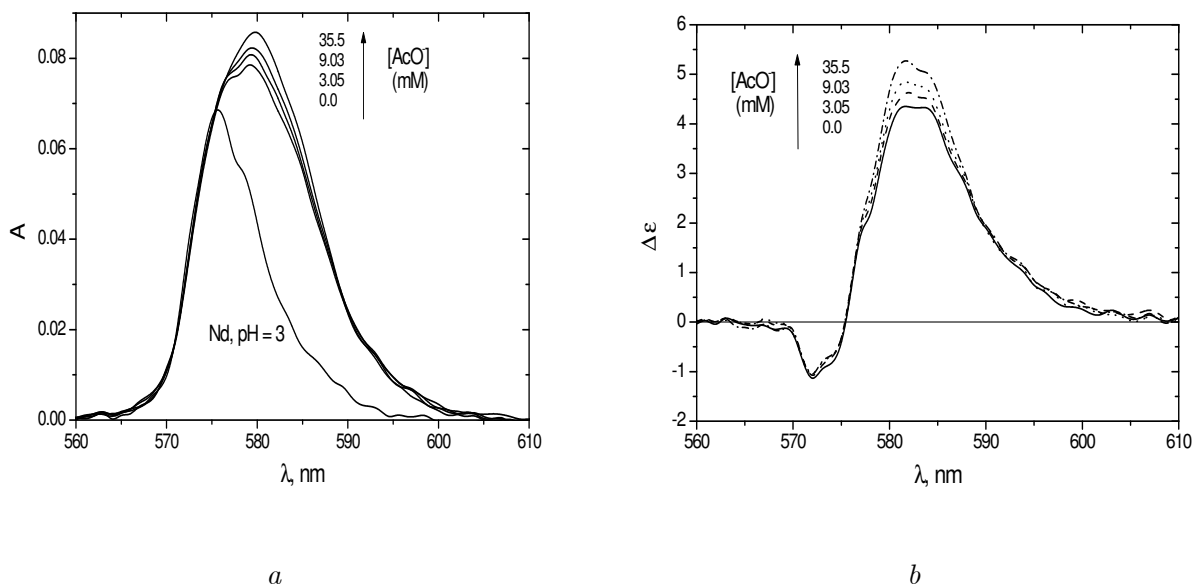 0.08
0.06
0.04
0.02
0.00
A
35.5
9.03
3.05
0.0
[AcO]
(mM)
Nd, pH = 3
560 570 580 590 600 610
λ, nm
a
6
5
4
3
2
1
0
-1
-2
Δε
[AcO]
(mM)
35.5
9.03
3.05
0.0
560 570 580 590 600 610
λ, nm
b